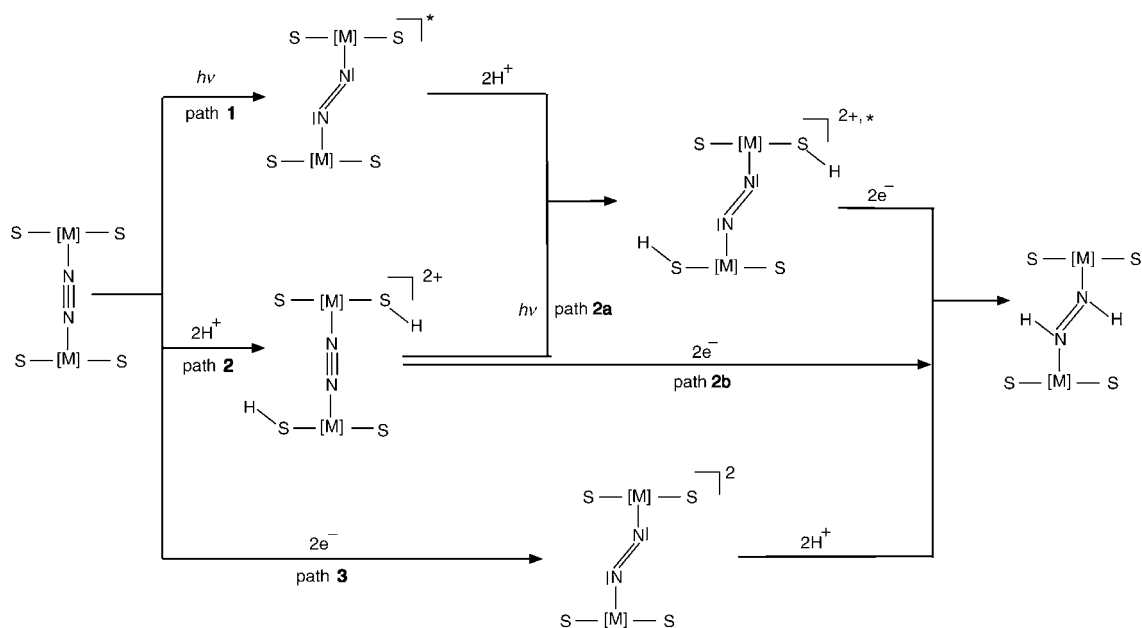 S — [M] — S ] *
N|
|N
S — [M] — S
hν
path 1
2H+
S — [M] — S ] 2+, *
H
N|
|N
H
S — [M] — S
2e−
S — [M] — S
N
N
S — [M] — S
S — [M] — S ] 2+
H
N
N
H
S — [M] — S
2H+
path 2
hν path 2a
2e−
path 2b
S — [M] — S
N
H
H
N
S — [M] — S
S — [M] — S ] 2
N|
|N
S — [M] — S
2e−
path 3
2H+